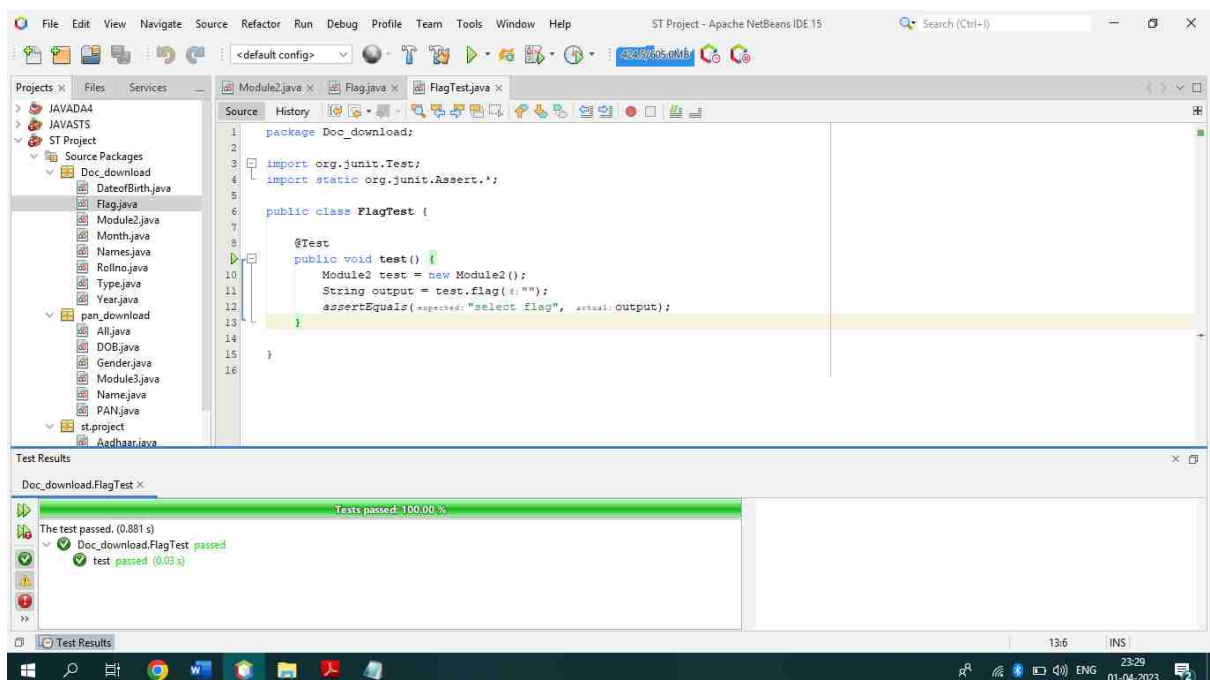 File Edit View Navigate Source Refactor Run Debug Profile Team Tools Window Help
ST Project - Apache NetBeans IDE 15
Search (Ctrl+I)
<default config>
Projects
Files
Services
Module2.java
Flag.java
FlagTest.java
JAVADA4
JAVASTS
ST Project
Source Packages
Doc_download
DateofBirth.java
Flag.java
Module2.java
Month.java
Names.java
Rollno.java
Type.java
Year.java
pan_download
All.java
DOB.java
Gender.java
Module3.java
Name.java
PAN.java
st.project
Aadhaar.java
Source History
1 package Doc_download;
2
3 import org.junit.Test;
4 import static org.junit.Assert.*;
5
6 public class FlagTest {
7
8 @Test
public void test() {
10 Module2 test = new Module2();
11 String output = test.flag(f:"");
12 assertEquals(expected:"select flag", actual:output);
13 }
14
15 }
16
Test Results
Doc_download.FlagTest
Tests passed: 100.00 %
The test passed. (0.881 s)
Doc_download.FlagTest passed
test passed (0.03 s)
Test Results
13:6
INS
ENG
23:29
01-04-2023